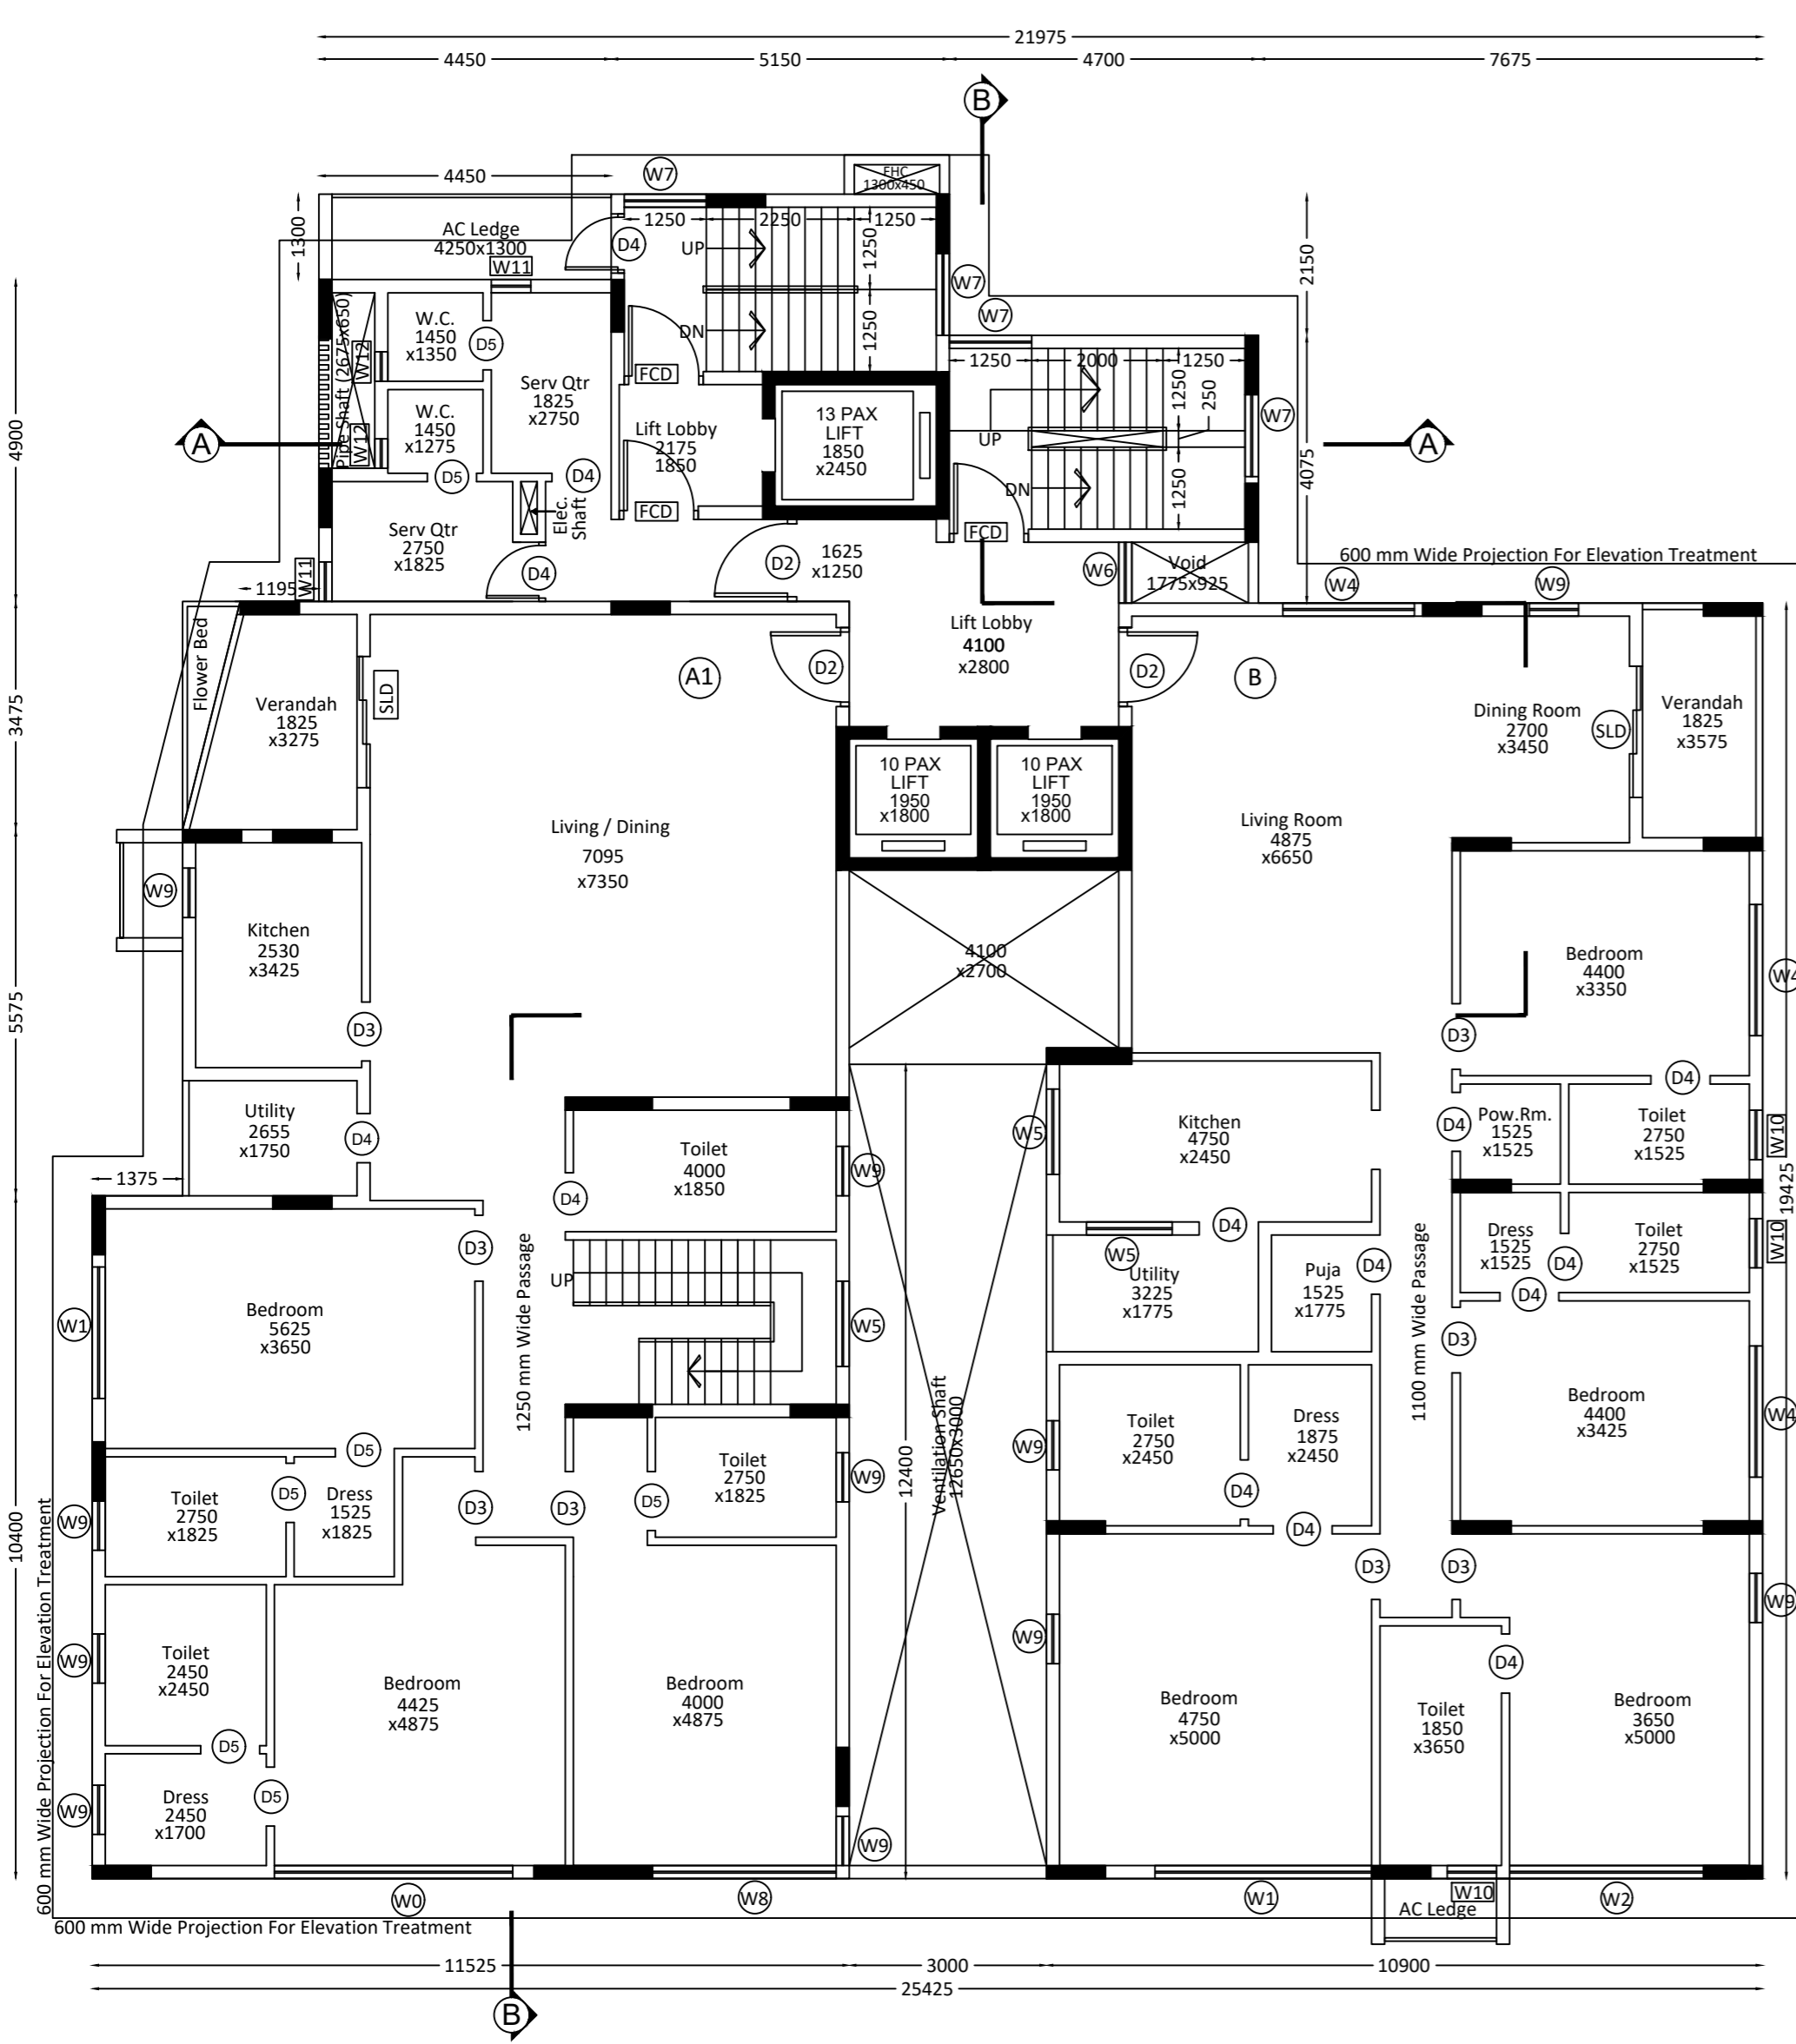 21975
4450
5150
4700
7675
B
4450
W7
FHC
1300x450
1300
AC Ledge
4250x1300
W11
D4
1250
2250
1250
UP
1250
DN
1250
W7
W7
2150
1250
2000
1250
1250
250
UP
DN
1250
W7
4075
Pipe Shaft (2675x650)
W12
W12
W.C.
1450
x1350
D5
W.C.
1450
x1275
D5
Serv Qtr
1825
x2750
D4
FCD
Lift Lobby
2175
1850
FCD
13 PAX
LIFT
1850
x2450
FCD
A
A
4900
Elec.
Shaft
Serv Qtr
2750
x1825
D4
D2
1625
x1250
W6
Void
1775x925
600 mm Wide Projection For Elevation Treatment
W4
W9
1195
W11
Flower Bed
3475
Verandah
1825
x3275
SLD
A1
D2
Lift Lobby
4100
x2800
D2
B
Dining Room
2700
x3450
SLD
Verandah
1825
x3575
10 PAX
LIFT
1950
x1800
10 PAX
LIFT
1950
x1800
Living / Dining
7095
x7350
Living Room
4875
x6650
W9
Kitchen
2530
x3425
D3
5575
4100
x2700
Bedroom
4400
x3350
W4
D3
D4
Utility
2655
x1750
D4
1375
Toilet
4000
x1850
D4
W9
W5
Kitchen
4750
x2450
D4
Pow.Rm.
1525
x1525
D4
Toilet
2750
x1525
W10
19425
W10
D3
1250 mm Wide Passage
UP
W5
W5
Utility
3225
x1775
Puja
1525
x1775
D4
1100 mm Wide Passage
Dress
1525
x1525
D4
Toilet
2750
x1525
D4
D3
W1
Bedroom
5625
x3650
D5
Bedroom
4400
x3425
W4
W9
Toilet
2750
x1825
D5
Dress
1525
x1825
D3
D3
D5
Toilet
2750
x1825
W9
12400
Ventilation Shaft
12650x3000
W9
Toilet
2750
x2450
D4
Dress
1875
x2450
D4
D3
D3
W9
10400
600 mm Wide Projection For Elevation Treatment
W9
Toilet
2450
x2450
D5
W9
Dress
2450
x1700
D5
Bedroom
4425
x4875
Bedroom
4000
x4875
W9
W9
Bedroom
4750
x5000
Toilet
1850
x3650
D4
Bedroom
3650
x5000
W0
W8
W1
W10
AC Ledge
W2
600 mm Wide Projection For Elevation Treatment
11525
3000
10900
25425
B